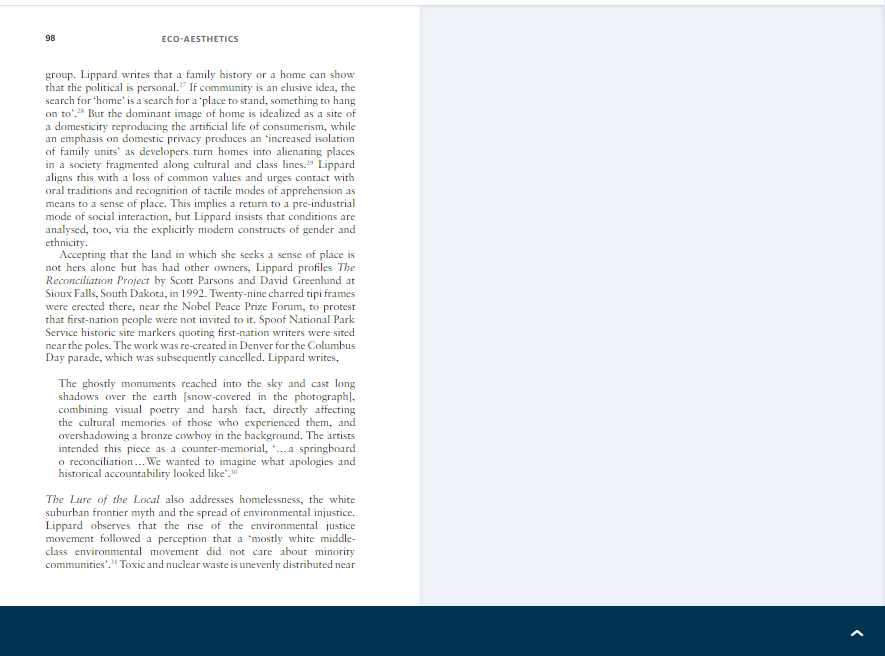 98
ECO-AESTHETICS
group. Lippard writes that a family history or a home can show
that the political is personal.²⁷ If community is an elusive idea, the
search for ‘home’ is a search for a ‘place to stand, something to hang
on to’.²⁸ But the dominant image of home is idealized as a site of
a domesticity reproducing the artificial life of consumerism, while
an emphasis on domestic privacy produces an ‘increased isolation
of family units’ as developers turn homes into alienating places
in a society fragmented along cultural and class lines.²⁹ Lippard
aligns this with a loss of common values and urges contact with
oral traditions and recognition of tactile modes of apprehension as
means to a sense of place. This implies a return to a pre-industrial
mode of social interaction, but Lippard insists that conditions are
analysed, too, via the explicitly modern constructs of gender and
ethnicity.
Accepting that the land in which she seeks a sense of place is
not hers alone but has had other owners, Lippard profiles The
Reconciliation Project by Scott Parsons and David Greenlund at
Sioux Falls, South Dakota, in 1992. Twenty-nine charred tipi frames
were erected there, near the Nobel Peace Prize Forum, to protest
that first-nation people were not invited to it. Spoof National Park
Service historic site markers quoting first-nation writers were sited
near the poles. The work was re-created in Denver for the Columbus
Day parade, which was subsequently cancelled. Lippard writes,
The ghostly monuments reached into the sky and cast long
shadows over the earth [snow-covered in the photograph],
combining visual poetry and harsh fact, directly affecting
the cultural memories of those who experienced them, and
overshadowing a bronze cowboy in the background. The artists
intended this piece as a counter-memorial, ‘… a springboard
o reconciliation … We wanted to imagine what apologies and
historical accountability looked like’.³⁰
The Lure of the Local also addresses homelessness, the white
suburban frontier myth and the spread of environmental injustice.
Lippard observes that the rise of the environmental justice
movement followed a perception that a ‘mostly white middle-
class environmental movement did not care about minority
communities’.³¹ Toxic and nuclear waste is unevenly distributed near